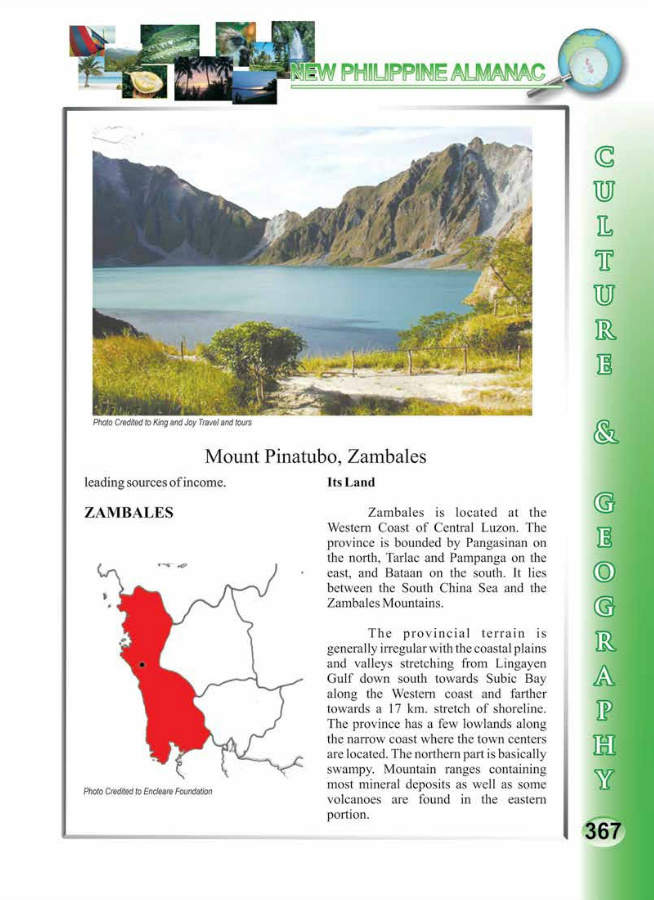 NEW PHILIPPINE ALMANAC
Photo Credited to King and Joy Travel and tours
Mount Pinatubo, Zambales
leading sources of income.
ZAMBALES
Photo Credited to Encleare Foundation
Its Land
Zambales is located at the
Western Coast of Central Luzon. The
province is bounded by Pangasinan on
the north, Tarlac and Pampanga on the
east, and Bataan on the south. It lies
between the South China Sea and the
Zambales Mountains.
The provincial terrain is
generally irregular with the coastal plains
and valleys stretching from Lingayen
Gulf down south towards Subic Bay
along the Western coast and farther
towards a 17 km. stretch of shoreline.
The province has a few lowlands along
the narrow coast where the town centers
are located. The northern part is basically
swampy. Mountain ranges containing
most mineral deposits as well as some
volcanoes are found in the eastern
portion.
CULTURE & GEOGRAPHY
367